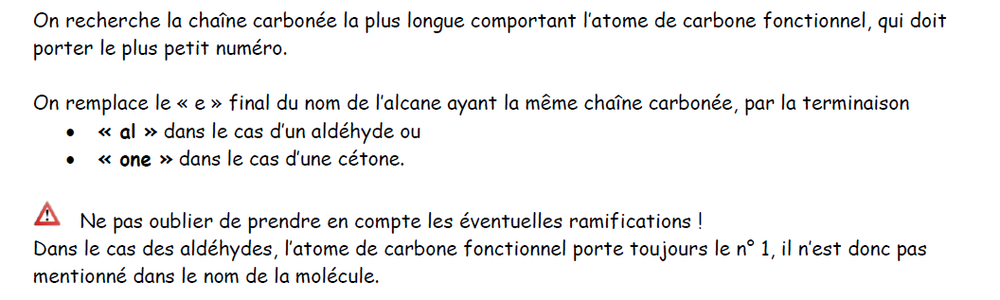 On recherche la chaîne carbonée la plus longue comportant l’atome de carbone fonctionnel, qui doit
porter le plus petit numéro.
On remplace le « e » final du nom de l’alcane ayant la même chaîne carbonée, par la terminaison
• « al » dans le cas d’un aldéhyde ou
• « one » dans le cas d’une cétone.
Ne pas oublier de prendre en compte les éventuelles ramifications !
Dans le cas des aldéhydes, l’atome de carbone fonctionnel porte toujours le n° 1, il n’est donc pas
mentionné dans le nom de la molécule.